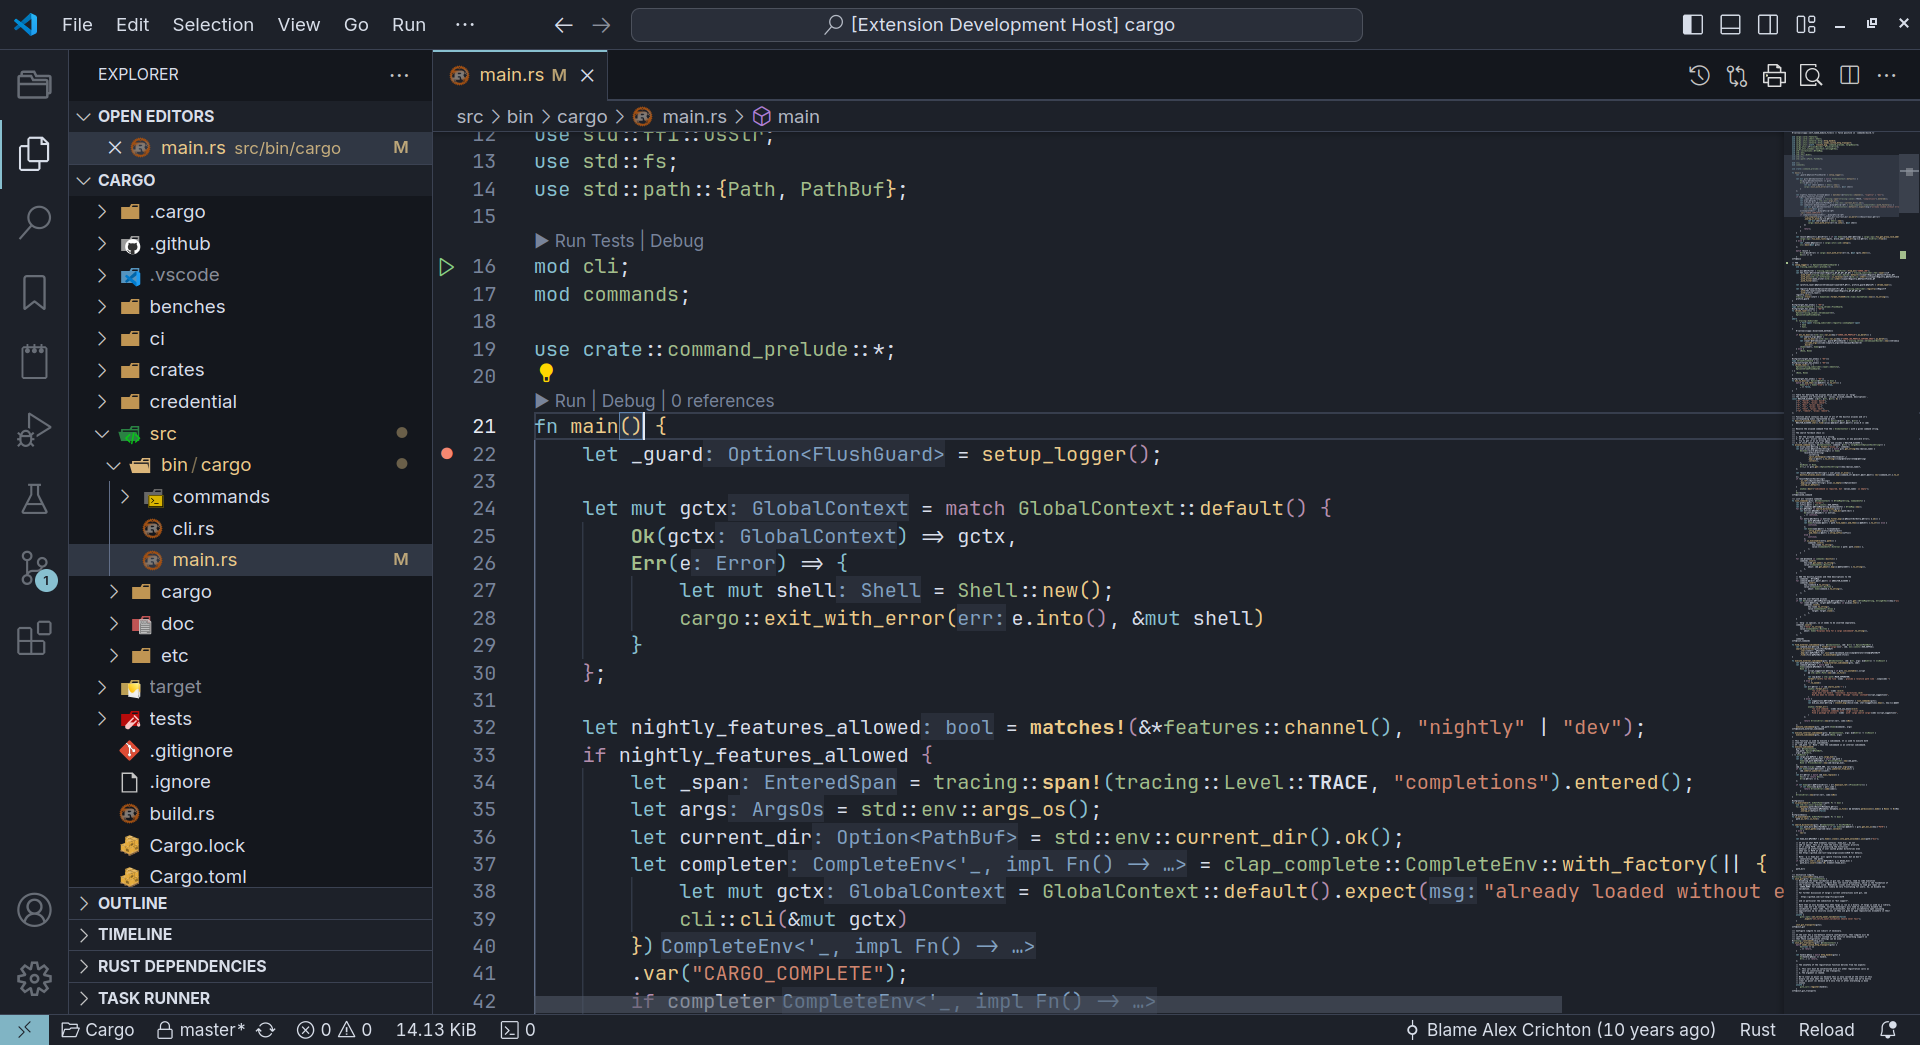 File Edit Selection View Go Run ···
[Extension Development Host] cargo
EXPLORER
OPEN EDITORS
main.rs src/bin/cargo M
CARGO
.cargo
.github
.vscode
benches
ci
crates
credential
src
bin/cargo
commands
cli.rs
main.rs M
cargo
doc
etc
target
tests
.gitignore
.ignore
build.rs
Cargo.lock
Cargo.toml
OUTLINE
TIMELINE
RUST DEPENDENCIES
TASK RUNNER
1
main.rs M
src > bin > cargo > main.rs > main
12 use std::ffi::OsStr;
13 use std::fs;
14 use std::path::{Path, PathBuf};
15
▶ Run Tests | Debug
16 mod cli;
17 mod commands;
18
19 use crate::command_prelude::*;
20
▶ Run | Debug | 0 references
21 fn main() {
22 let _guard: Option<FlushGuard> = setup_logger();
23
24 let mut gctx: GlobalContext = match GlobalContext::default() {
25 Ok(gctx: GlobalContext) => gctx,
26 Err(e: Error) => {
27 let mut shell: Shell = Shell::new();
28 cargo::exit_with_error(err: e.into(), &mut shell)
29 }
30 };
31
32 let nightly_features_allowed: bool = matches!(&*features::channel(), "nightly" | "dev");
33 if nightly_features_allowed {
34 let _span: EnteredSpan = tracing::span!(tracing::Level::TRACE, "completions").entered();
35 let args: ArgsOs = std::env::args_os();
36 let current_dir: Option<PathBuf> = std::env::current_dir().ok();
37 let completer: CompleteEnv<'_, impl Fn() -> …> = clap_complete::CompleteEnv::with_factory(|| {
38 let mut gctx: GlobalContext = GlobalContext::default().expect(msg: "already loaded without e
39 cli::cli(&mut gctx)
40 }) CompleteEnv<'_, impl Fn() -> …>
41 .var("CARGO_COMPLETE");
42 if completer CompleteEnv<'_, impl Fn() -> …>
Cargo master* 0 0 14.13 KiB 0
Blame Alex Crichton (10 years ago) Rust Reload